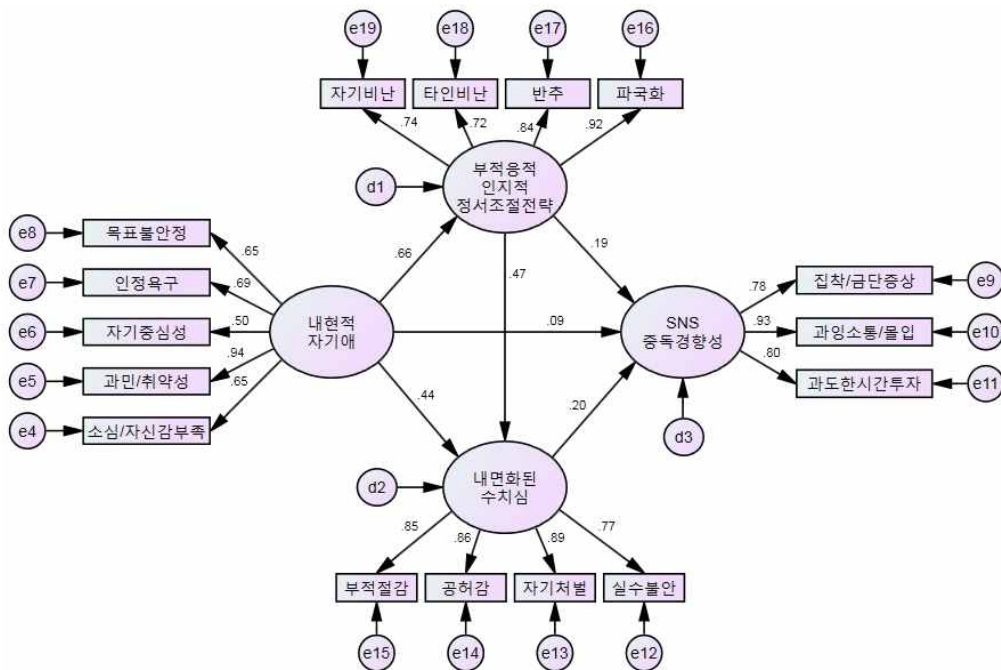 e19 e18 e17 e16
자기비난 타인비난 반추 파국화
.74 .72 .84 .92
부적응적
인지적
정서조절전략
d1
e8 목표불안정 .65
e7 인정욕구 .69
e6 자기중심성 .50
e5 과민/취약성 .94
e4 소심/자신감부족 .65
내현적
자기애
.66
.47
.19
.09
.44
.20
SNS
중독경향성
d3
.78 집착/금단증상 e9
.93 과잉소통/몰입 e10
.80 과도한시간투자 e11
d2
내면화된
수치심
.85 .86 .89 .77
부적절감 공허감 자기처벌 실수불안
e15 e14 e13 e12